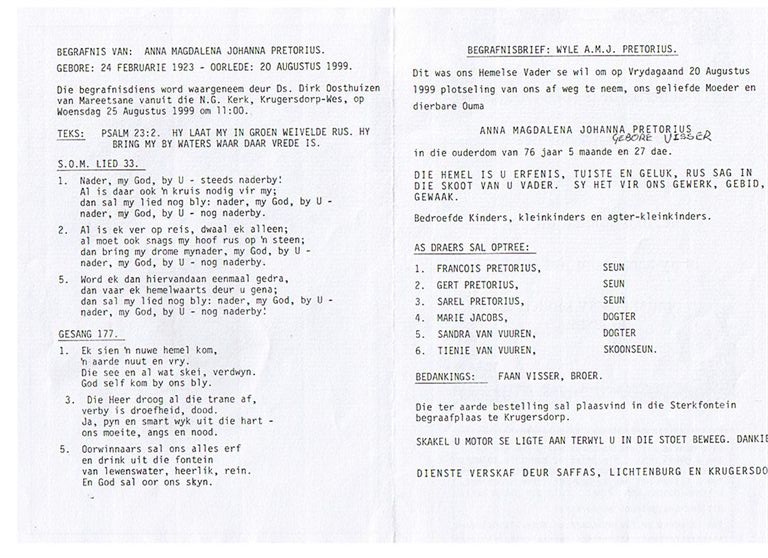 BEGRAFNIS VAN: ANNA MAGDALENA JOHANNA PRETORIUS.
GEBORE: 24 FEBRUARIE 1923 - OORLEDE: 20 AUGUSTUS 1999.
Die begrafnisdiens word waargeneem deur Ds. Dirk Oosthuizen
van Mareetsane vanuit die N.G. Kerk, Krugersdorp-Wes, op
Woensdag 25 Augustus 1999 om 11:00.
TEKS: PSALM 23:2. HY LAAT MY IN GROEN WEIVELDE RUS. HY
BRING MY BY WATERS WAAR DAAR VREDE IS.
S.O.M. LIED 33.
1. Nader, my God, by U - steeds naderby!
Al is daar ook 'n kruis nodig vir my;
dan sal my lied nog bly: nader, my God, by U -
nader, my God, by U - nog naderby.
2. Al is ek ver op reis, dwaal ek alleen;
al moet ook snags my hoof rus op 'n steen;
dan bring my drome mynader, my God, by U -
nader, my God, by U - nog naderby.
5. Word ek dan hiervandaan eenmaal gedra,
dan vaar ek hemelwaarts deur u gena;
dan sal my lied nog bly: nader, my God, by U -
nader, my God, by U - nog naderby!
GESANG 177.
1. Ek sien 'n nuwe hemel kom,
'n aarde nuut en vry.
Die see en al wat skei, verdwyn.
God self kom by ons bly.
3. Die Heer droog al die trane af,
verby is droefheid, dood.
Ja, pyn en smart wyk uit die hart -
ons moeite, angs en nood.
5. Oorwinnaars sal ons alles erf
en drink uit die fontein
van lewenswater, heerlik, rein.
En God sal oor ons skyn.
BEGRAFNISBRIEF: WYLE A.M.J. PRETORIUS.
Dit was ons Hemelse Vader se wil om op Vrydagaand 20 Augustus
1999 plotseling van ons af weg te neem, ons geliefde Moeder en
dierbare Ouma
ANNA MAGDALENA JOHANNA PRETORIUS
GEBORE VISSER
in die ouderdom van 76 jaar 5 maande en 27 dae.
DIE HEMEL IS U ERFENIS, TUISTE EN GELUK, RUS SAG IN
DIE SKOOT VAN U VADER. SY HET VIR ONS GEWERK, GEBID,
GEWAAK.
Bedroefde Kinders, kleinkinders en agter-kleinkinders.
AS DRAERS SAL OPTREE:
1. FRANCOIS PRETORIUS, SEUN
2. GERT PRETORIUS, SEUN
3. SAREL PRETORIUS, SEUN
4. MARIE JACOBS, DOGTER
5. SANDRA VAN VUUREN, DOGTER
6. TIENIE VAN VUUREN, SKOONSEUN.
BEDANKINGS: FAAN VISSER, BROER.
Die ter aarde bestelling sal plaasvind in die Sterkfontein
begraafplaas te Krugersdorp.
SKAKEL U MOTOR SE LIGTE AAN TERWYL U IN DIE STOET BEWEEG. DANKIE
DIENSTE VERSKAF DEUR SAFFAS, LICHTENBURG EN KRUGERSDO